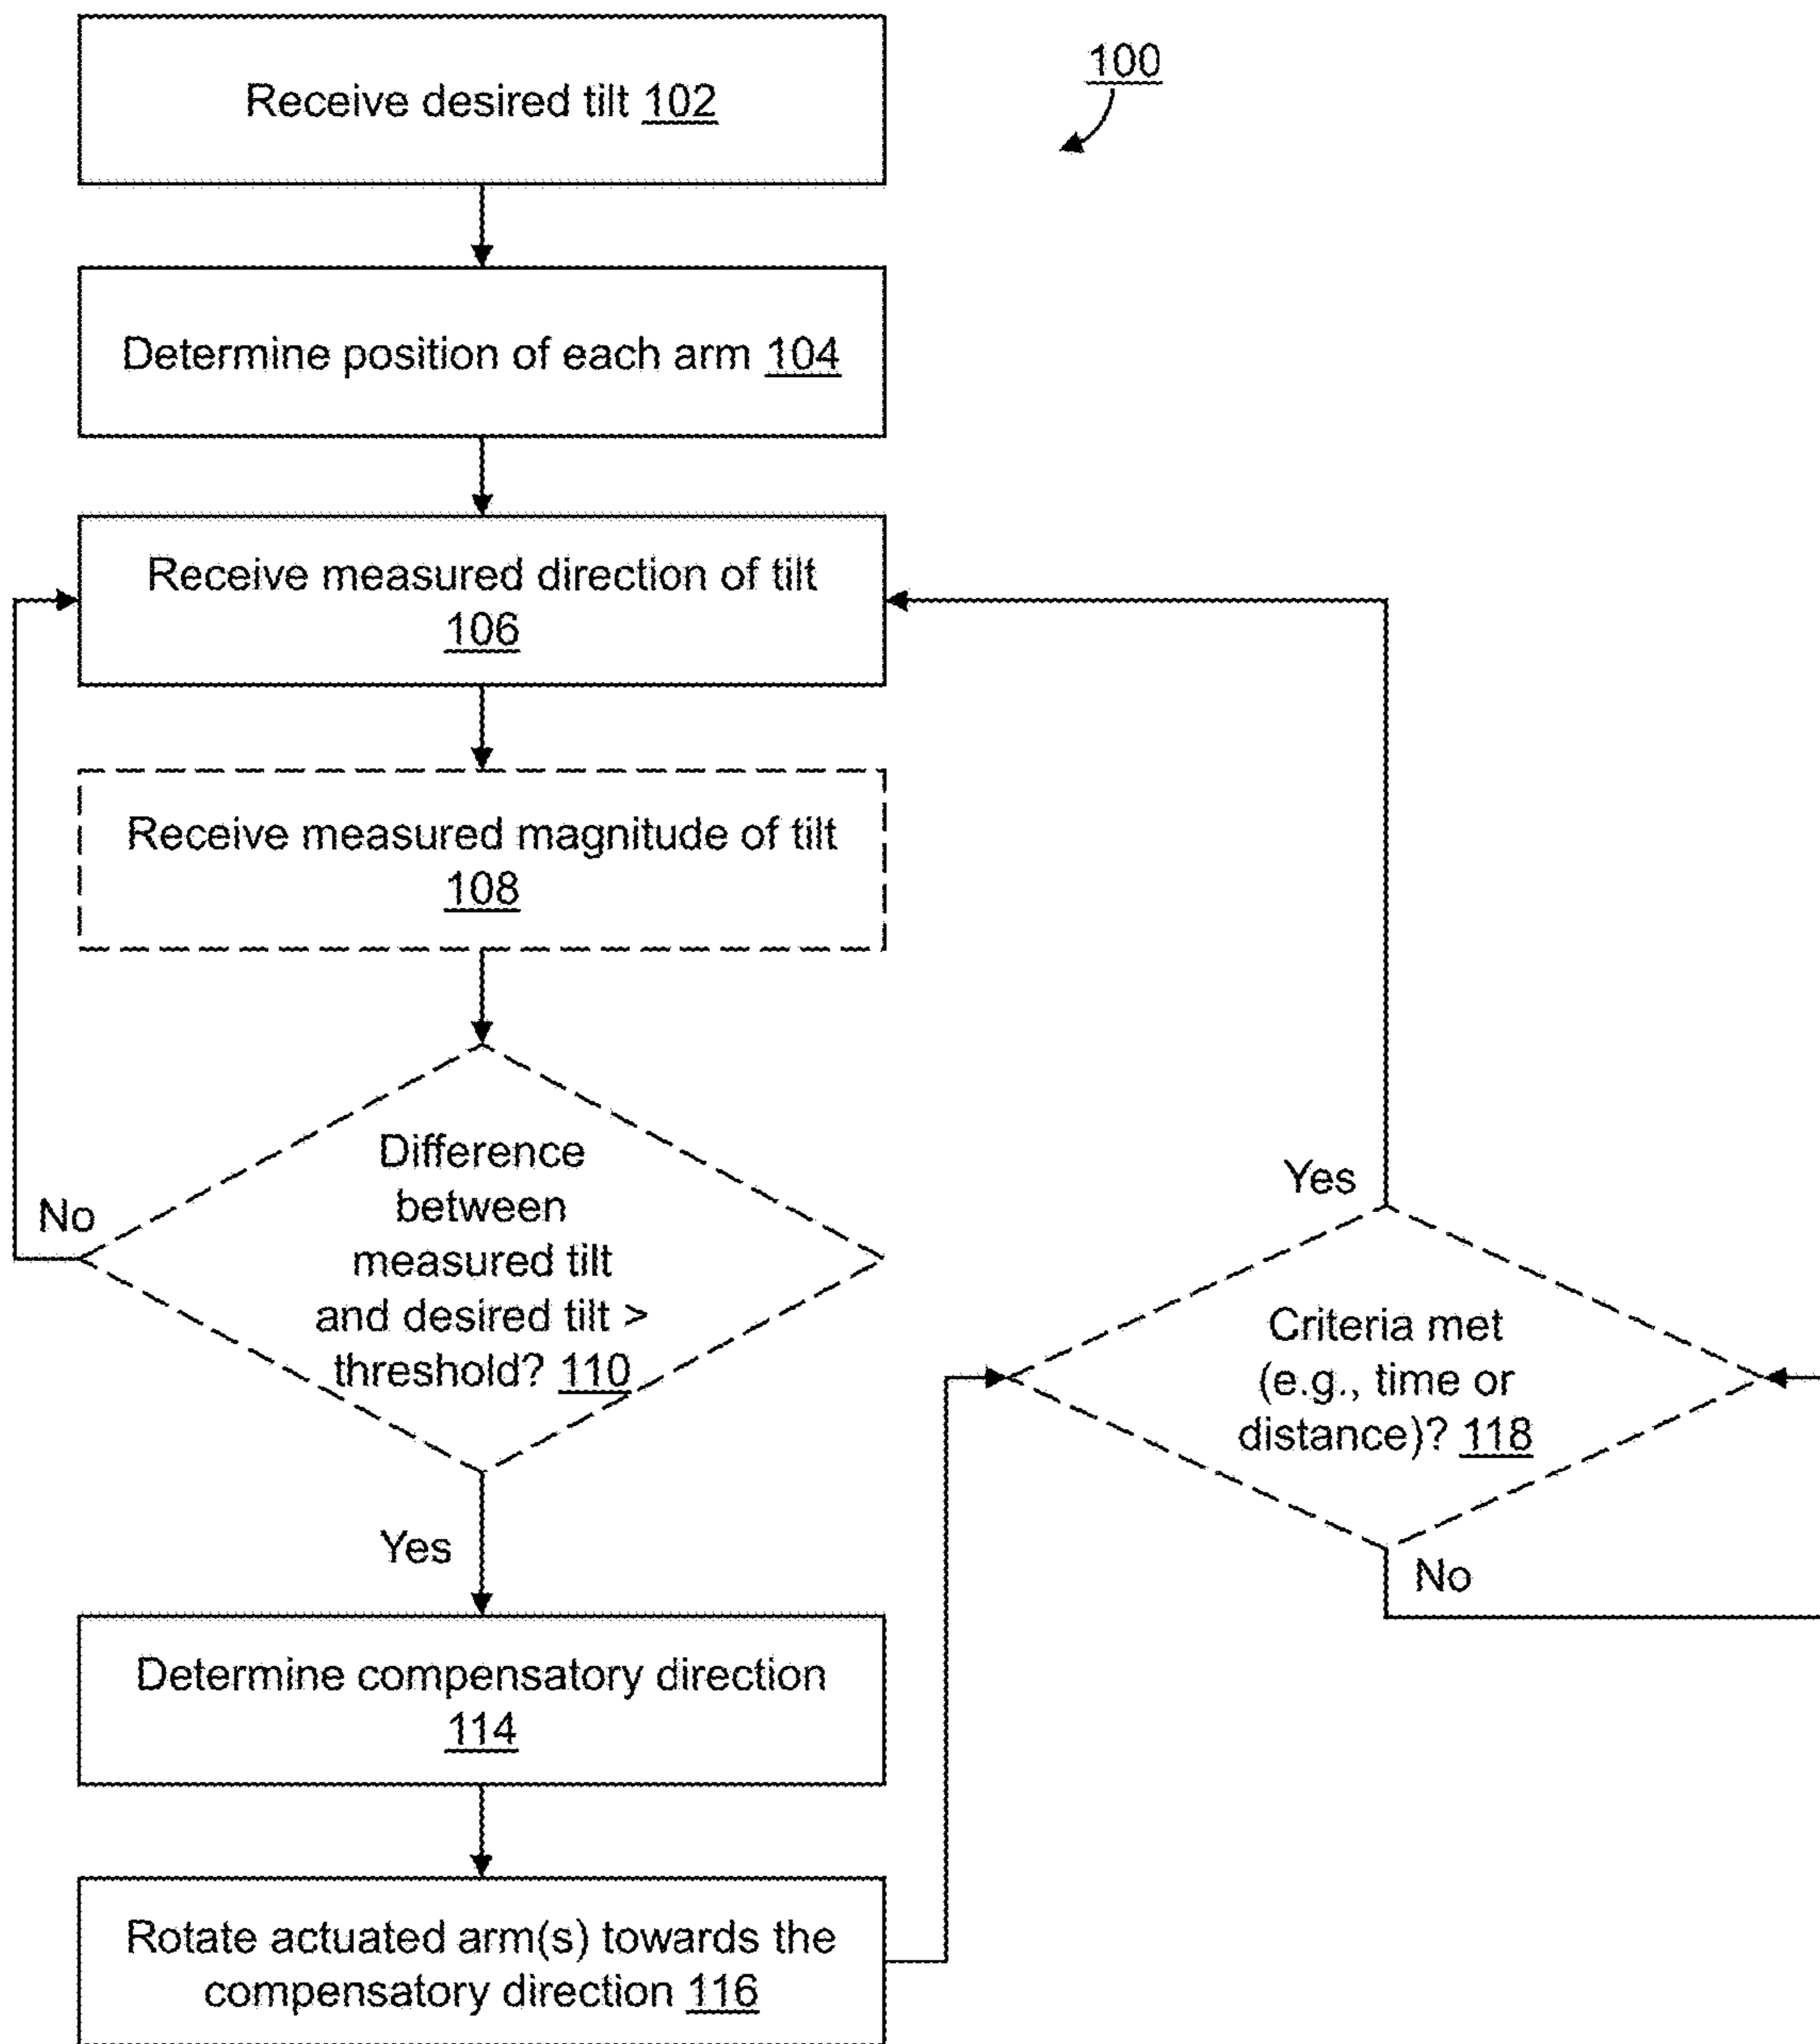 Receive desired tilt 102
100
Determine position of each arm 104
Receive measured direction of tilt
106
Receive measured magnitude of tilt
108
Difference
between
measured tilt
and desired tilt >
threshold? 110
No
Yes
Determine compensatory direction
114
Rotate actuated arm(s) towards the
compensatory direction 116
Yes
Criteria met
(e.g., time or
distance)? 118
No